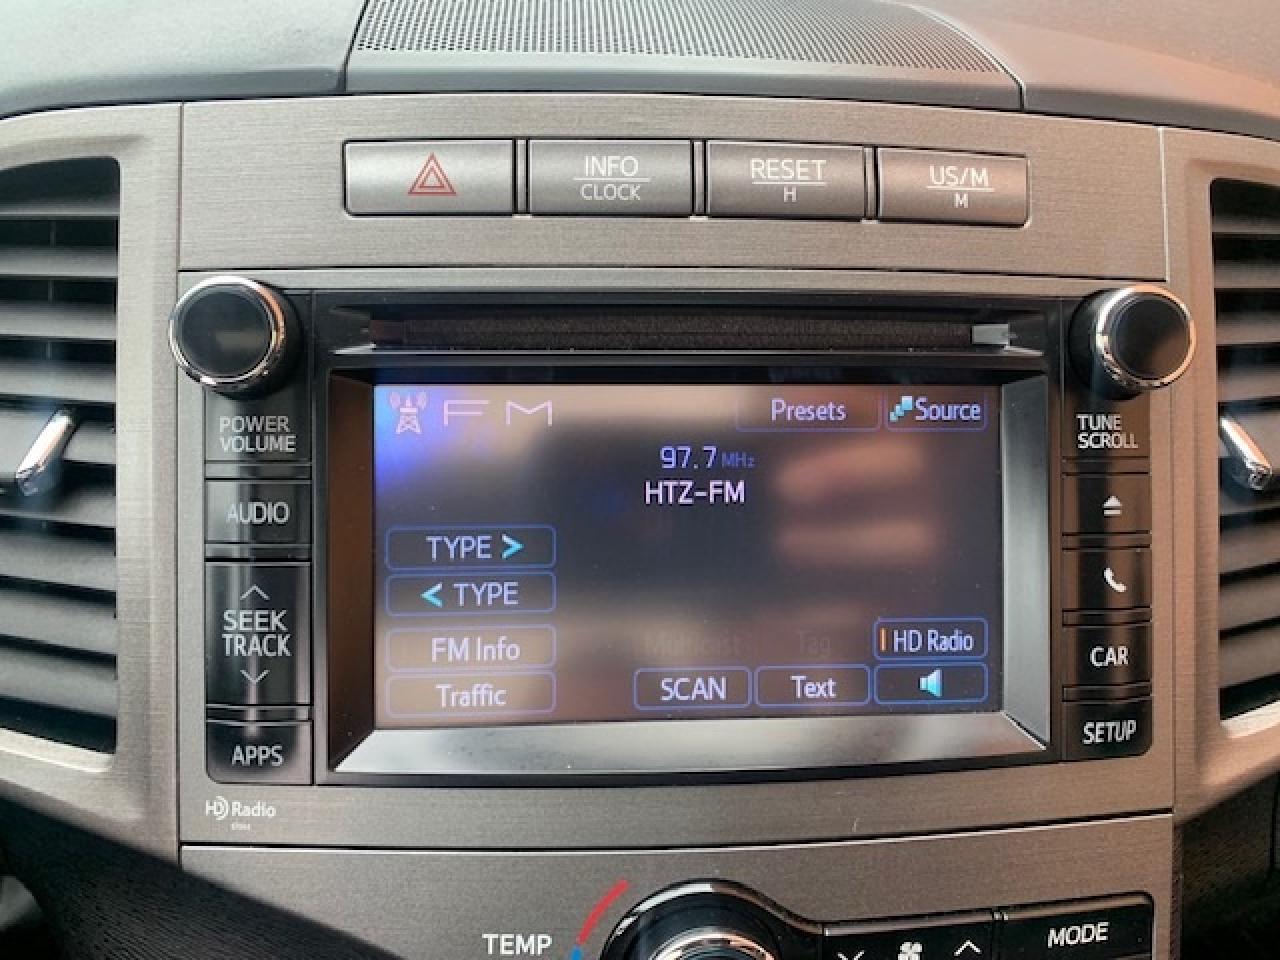 INFO
CLOCK
RESET
H
US/M
M
POWER
VOLUME
AUDIO
SEEK
TRACK
APPS
HD Radio
FM
Presets
Source
97.7 MHz
HTZ-FM
TYPE >
< TYPE
FM Info
Traffic
Tag
HD Radio
SCAN
Text
TUNE
SCROLL
CAR
SETUP
TEMP
MODE